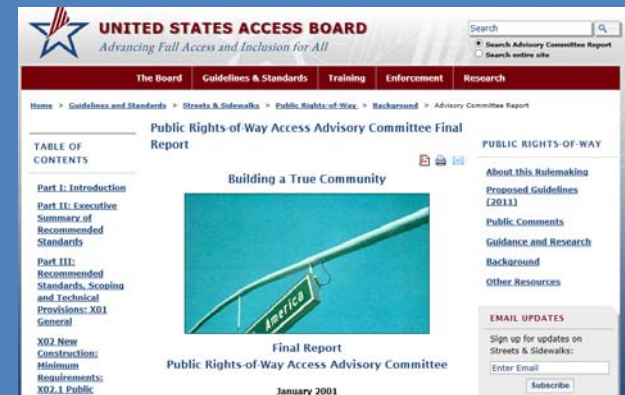 UNITED STATES ACCESS BOARD
Advancing Full Access and Inclusion for All
Search
Search Advisory Committee Report
Search entire site
The Board
Guidelines & Standards
Training
Enforcement
Research
Home > Guidelines and Standards > Streets & Sidewalks > Public Rights-of-Way > Background > Advisory Committee Report
TABLE OF
CONTENTS
Part I: Introduction
Part II: Executive
Summary of
Recommended
Standards
Part III:
Recommended
Standards, Scoping
and Technical
Provisions: X01
General
X02 New
Construction:
Minimum
Requirements:
X02.1 Public
Public Rights-of-Way Access Advisory Committee Final
Report
Building a True Community
America
Final Report
Public Rights-of-Way Access Advisory Committee
January 2001
PUBLIC RIGHTS-OF-WAY
About this Rulemaking
Proposed Guidelines
(2011)
Public Comments
Guidance and Research
Background
Other Resources
EMAIL UPDATES
Sign up for updates on
Streets & Sidewalks:
Enter Email
Subscribe